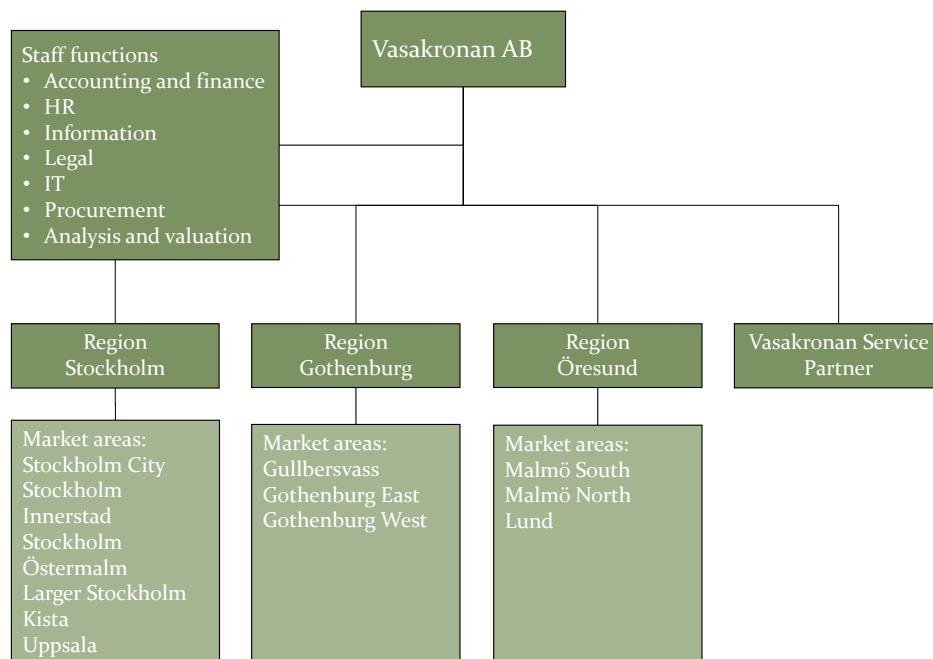 Vasakronan AB
Staff functions
• Accounting and finance
• HR
• Information
• Legal
• IT
• Procurement
• Analysis and valuation
Region
Stockholm
Region
Gothenburg
Region
Öresund
Vasakronan Service
Partner
Market areas:
Stockholm City
Stockholm
Innerstad
Stockholm
Östermalm
Larger Stockholm
Kista
Uppsala
Market areas:
Gullbersvass
Gothenburg East
Gothenburg West
Market areas:
Malmö South
Malmö North
Lund